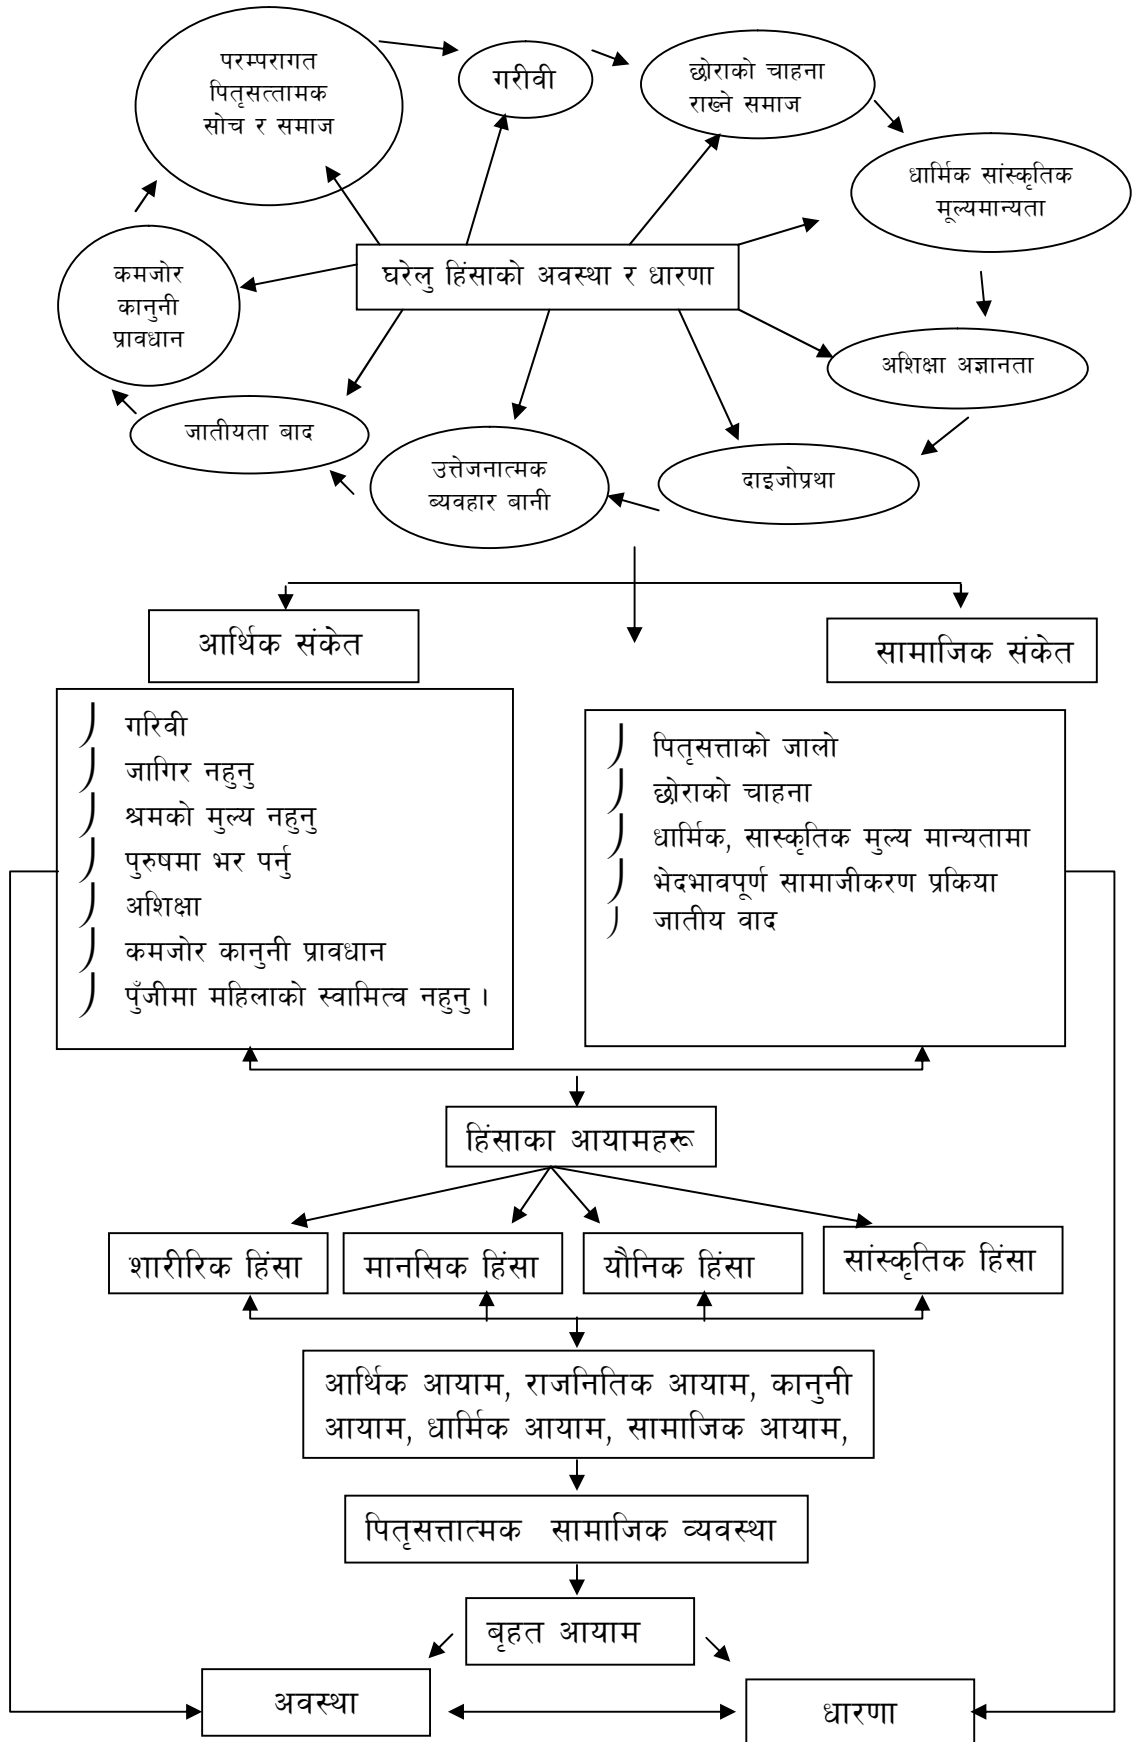 परम्परागत
पितृसत्तामक
सोच र समाज
गरीवी
छोराको चाहना
राख्ने समाज
धार्मिक सांस्कृतिक
मूल्यमान्यता
घरेलु हिंसाको अवस्था र धारणा
कमजोर
कानुनी
प्रावधान
अशिक्षा अज्ञानता
जातीयता बाद
उत्तेजनात्मक
ब्यवहार बानी
दाइजोप्रथा
आर्थिक संकेत
सामाजिक संकेत
गरिवी
जागिर नहुनु
श्रमको मुल्य नहुनु
पुरुषमा भर पर्नु
अशिक्षा
कमजोर कानुनी प्रावधान
पुँजीमा महिलाको स्वामित्व नहुनु ।
पितृसत्ताको जालो
छोराको चाहना
धार्मिक, सास्कृतिक मुल्य मान्यतामा
भेदभावपूर्ण सामाजीकरण प्रकिया
जातीय वाद
हिंसाका आयामहरू
शारीरिक हिंसा
मानसिक हिंसा
यौनिक हिंसा
सांस्कृतिक हिंसा
आर्थिक आयाम, राजनितिक आयाम, कानुनी
आयाम, धार्मिक आयाम, सामाजिक आयाम,
पितृसत्तात्मक सामाजिक व्यवस्था
बृहत आयाम
अवस्था
धारणा